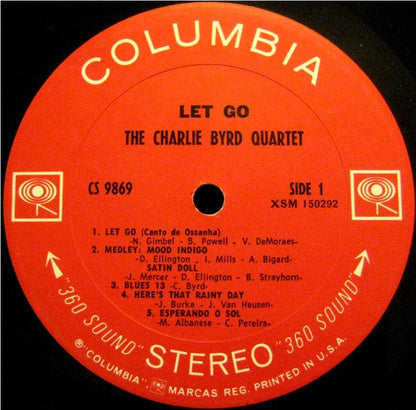 COLUMBIA
LET GO
THE CHARLIE BYRD QUARTET
CS 9869
SIDE 1
XSM 150292
1. LET GO (Canto de Ossanha)
-N. Gimbel - B. Powell - V. DeMoraes-
2. MEDLEY: MOOD INDIGO
-D. Ellington - I. Mills - A. Bigard-
SATIN DOLL
-J. Mercer - D. Ellington - B. Strayhorn-
3. BLUES 13 -C. Byrd-
4. HERE'S THAT RAINY DAY
-J. Burke - J. Van Heusen-
5. ESPERANDO O SOL
-M. Albanese - C. Pereira-
"360 SOUND" STEREO "360 SOUND"
® "COLUMBIA", MARCAS REG. PRINTED IN U.S.A.